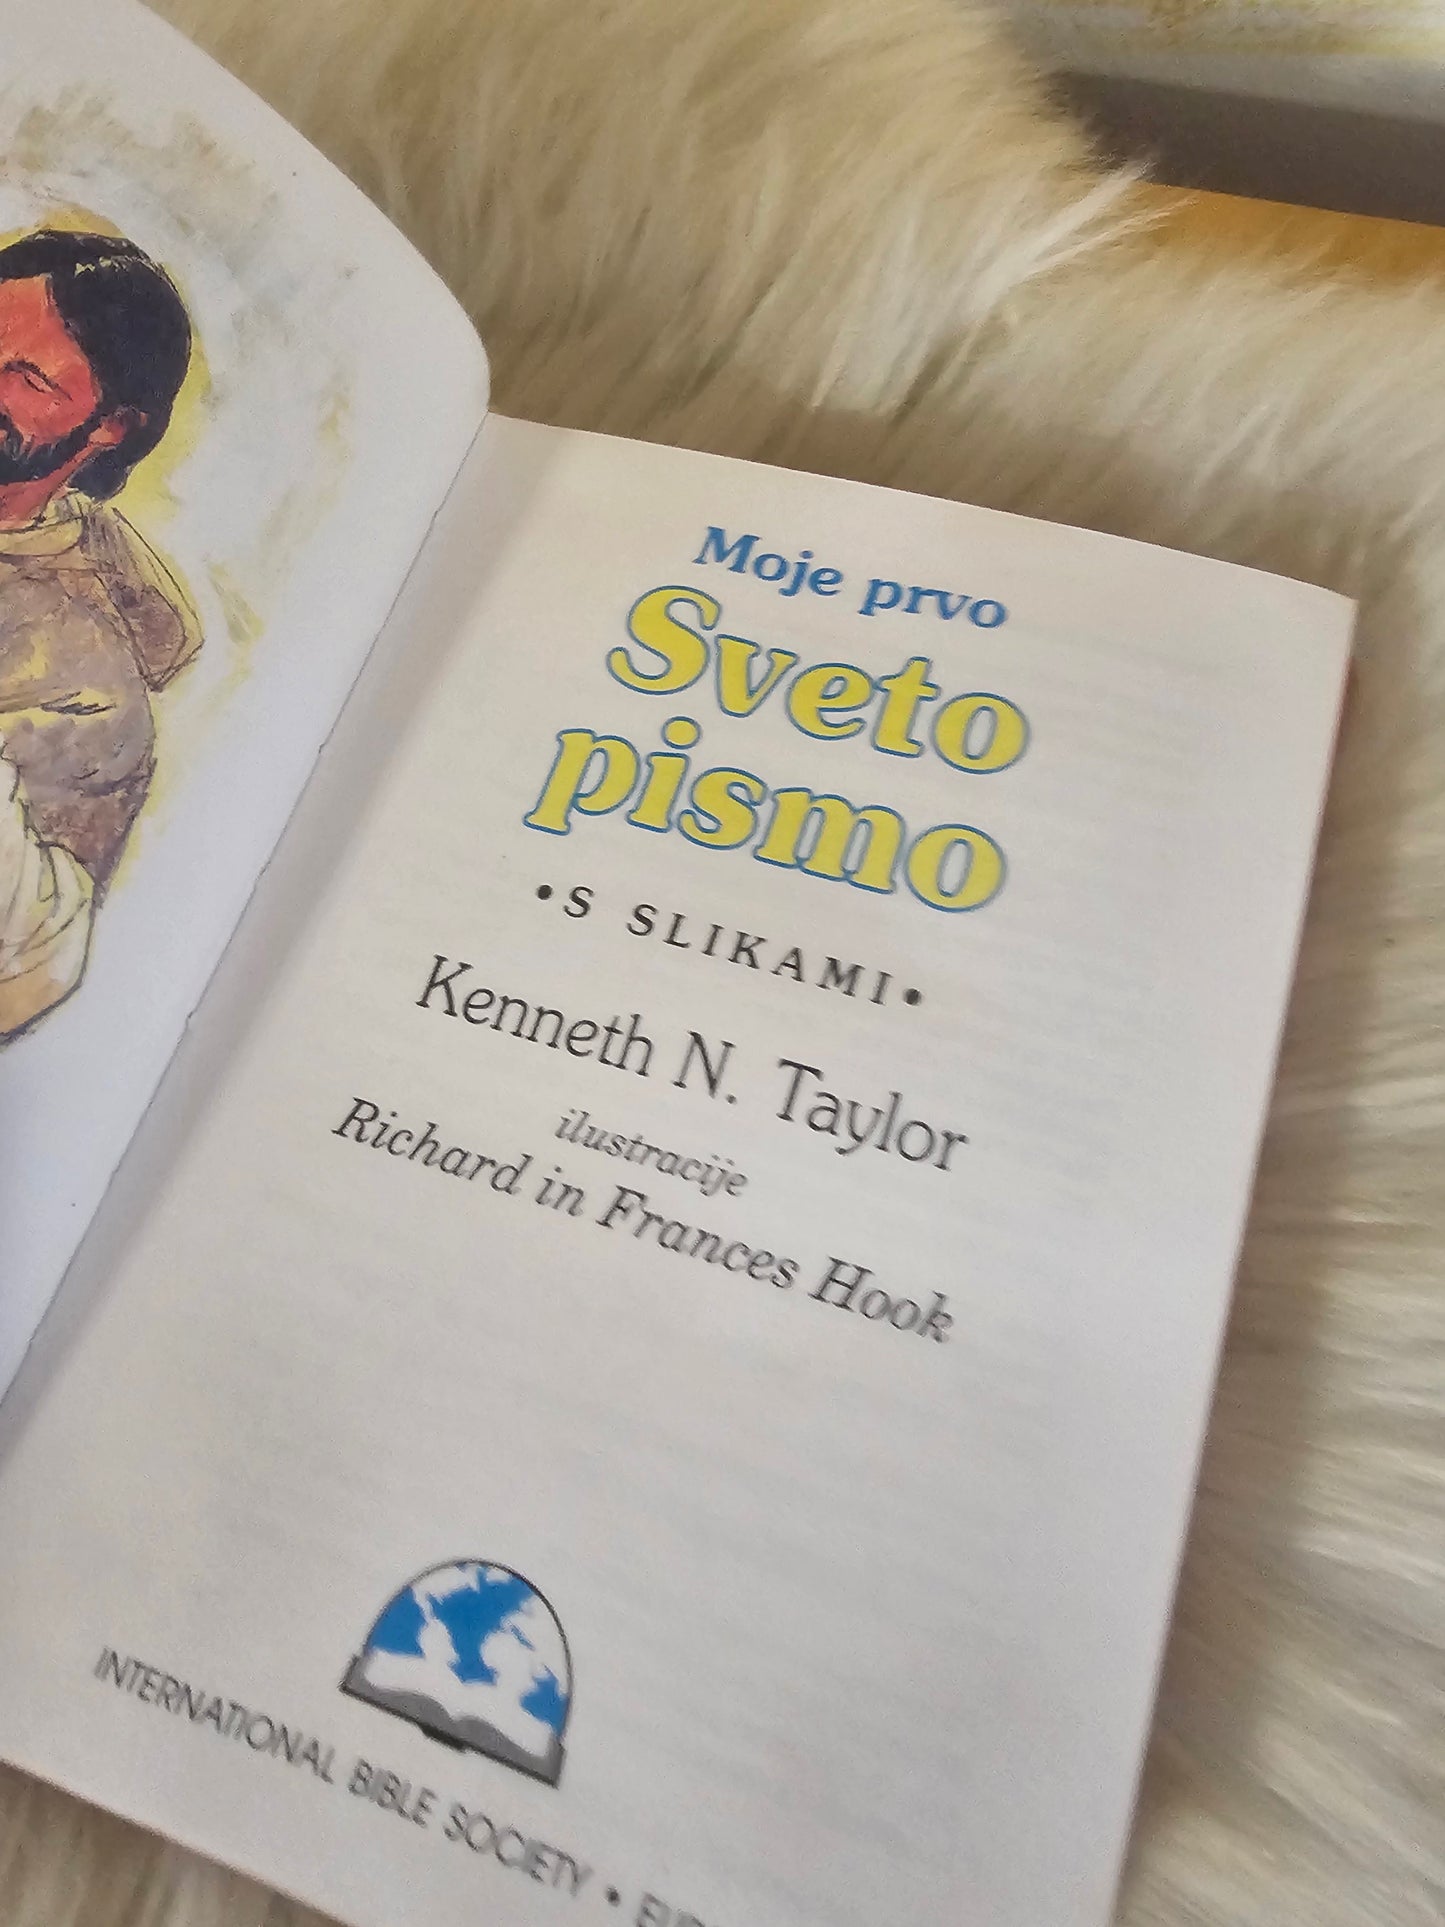 Moje prvo
Sveto
pismo
•S SLIKAMI•
Kenneth N. Taylor
ilustracije
Richard in Frances Hook
INTERNATIONAL BIBLE SOCIETY •